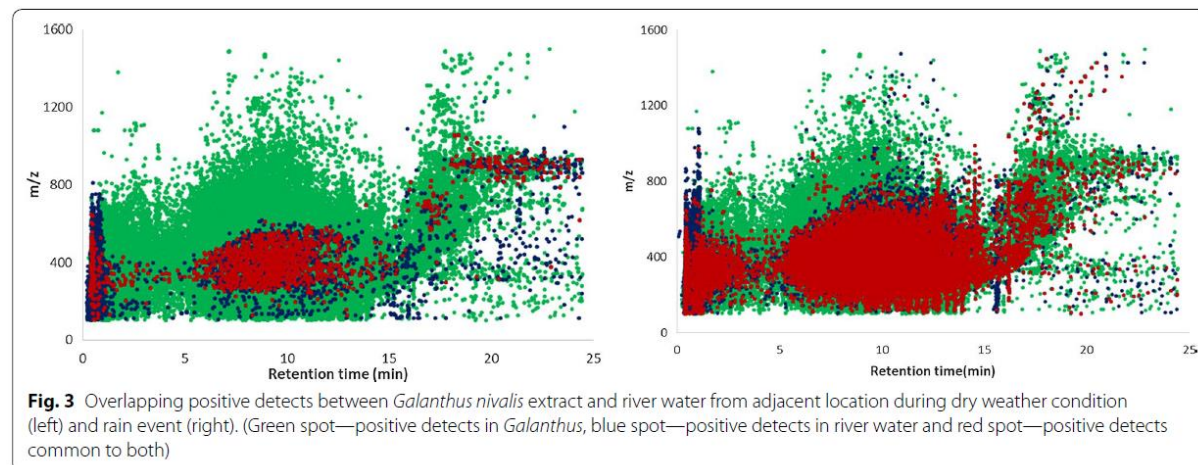 1600
1200
800
400
0
m/z
0 5 10 15 20 25
Retention time (min)
1600
1200
800
400
0
m/z
0 5 10 15 20 25
Retention time(min)
Fig. 3 Overlapping positive detects between Galanthus nivalis extract and river water from adjacent location during dry weather condition
(left) and rain event (right). (Green spot—positive detects in Galanthus, blue spot—positive detects in river water and red spot—positive detects
common to both)